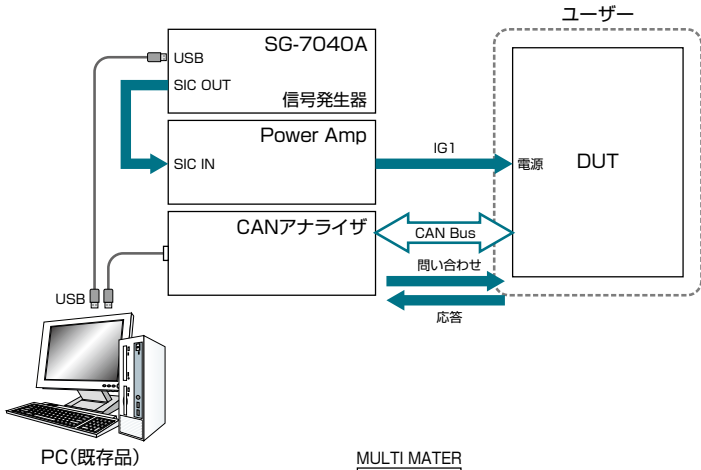 ユーザー
SG-7040A
USB
SIC OUT
信号発生器
Power Amp
SIC IN
IG1
電源
DUT
CANアナライザ
CAN Bus
問い合わせ
応答
USB
PC(既存品)
MULTI MATER